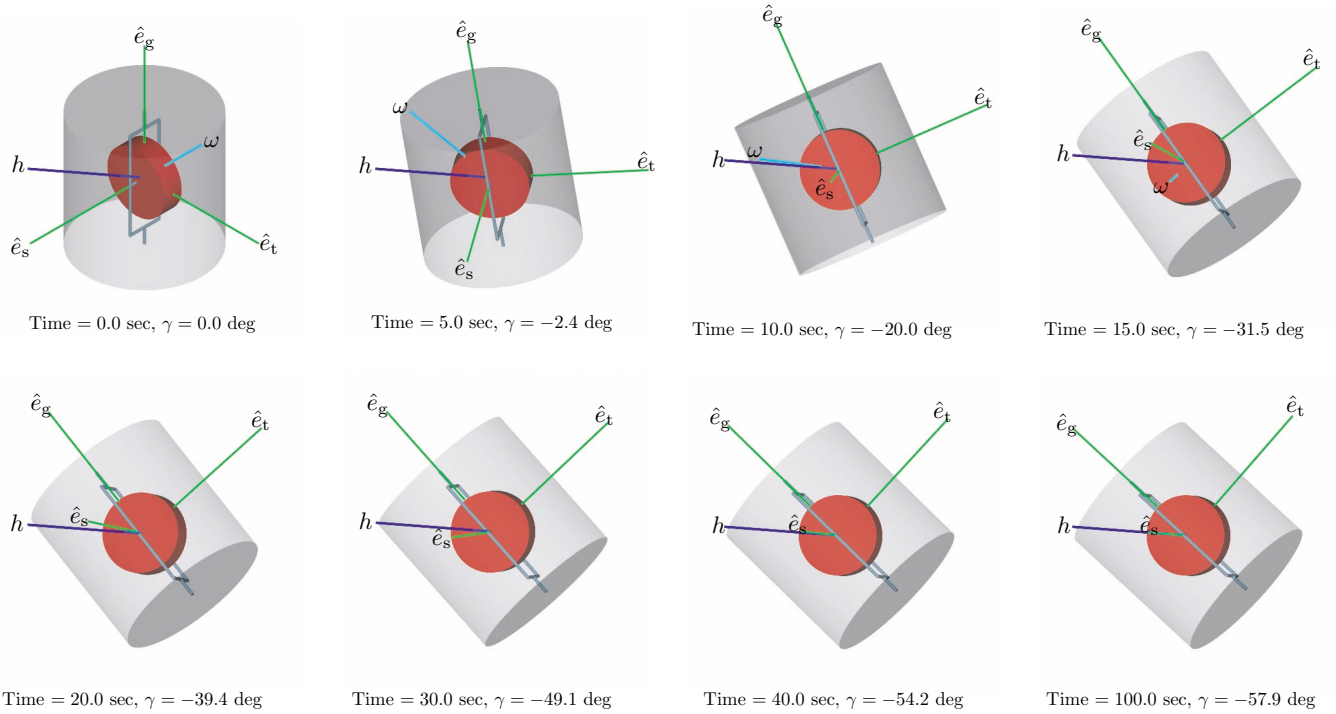 ê_g
ω
h
ê_s
ê_t
Time = 0.0 sec, γ = 0.0 deg
ê_g
ω
h
ê_t
ê_s
Time = 5.0 sec, γ = −2.4 deg
ê_g
ê_t
ω
h
ê_s
Time = 10.0 sec, γ = −20.0 deg
ê_g
ê_t
ê_s
h
ω
Time = 15.0 sec, γ = −31.5 deg
ê_g
ê_t
h
ê_s
Time = 20.0 sec, γ = −39.4 deg
ê_g
ê_t
h
ê_s
Time = 30.0 sec, γ = −49.1 deg
ê_g
ê_t
h
ê_s
Time = 40.0 sec, γ = −54.2 deg
ê_g
ê_t
h
ê_s
Time = 100.0 sec, γ = −57.9 deg